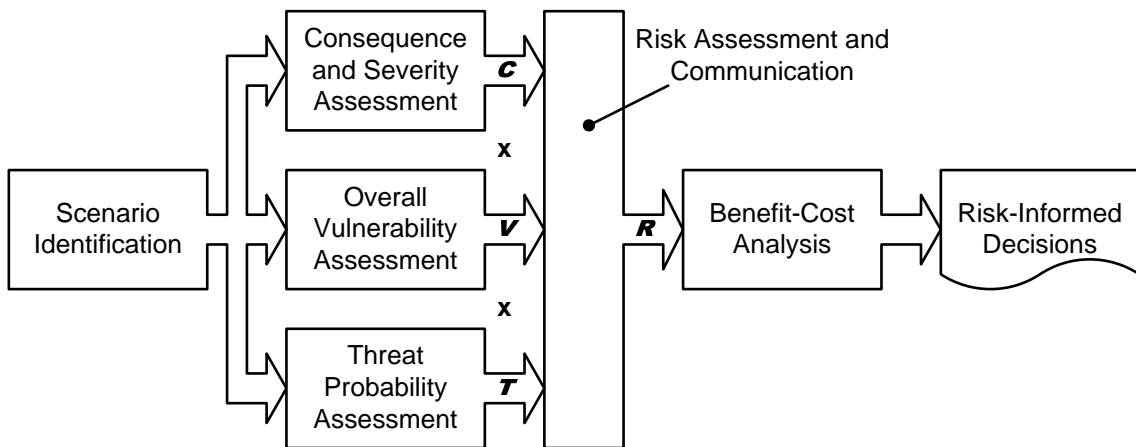 Scenario
Identification
Consequence
and Severity
Assessment
C
x
Overall
Vulnerability
Assessment
V
x
Threat
Probability
Assessment
T
Risk Assessment and
Communication
R
Benefit-Cost
Analysis
Risk-Informed
Decisions